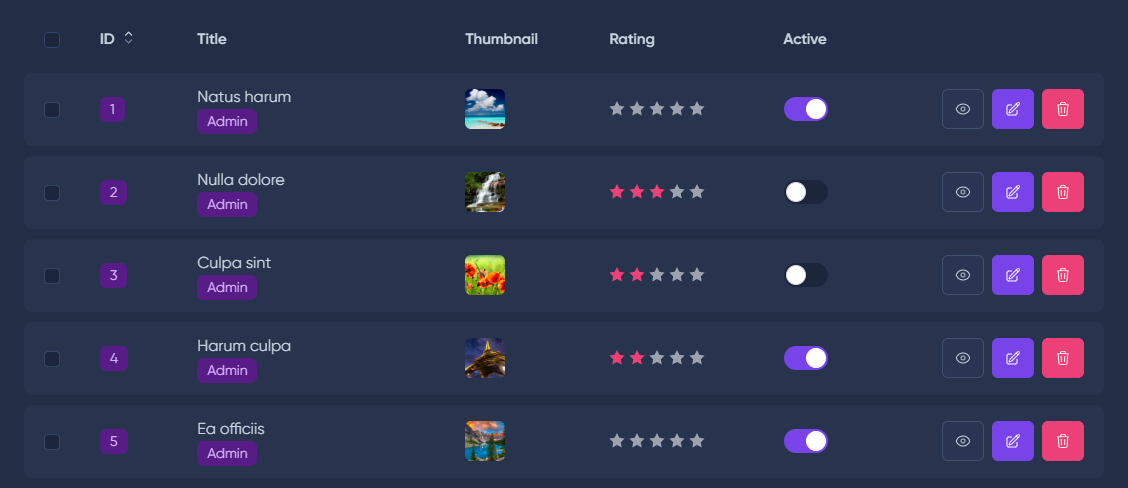 ID Title Thumbnail Rating Active
1 Natus harum
Admin
2 Nulla dolore
Admin
3 Culpa sint
Admin
4 Harum culpa
Admin
5 Ea officiis
Admin